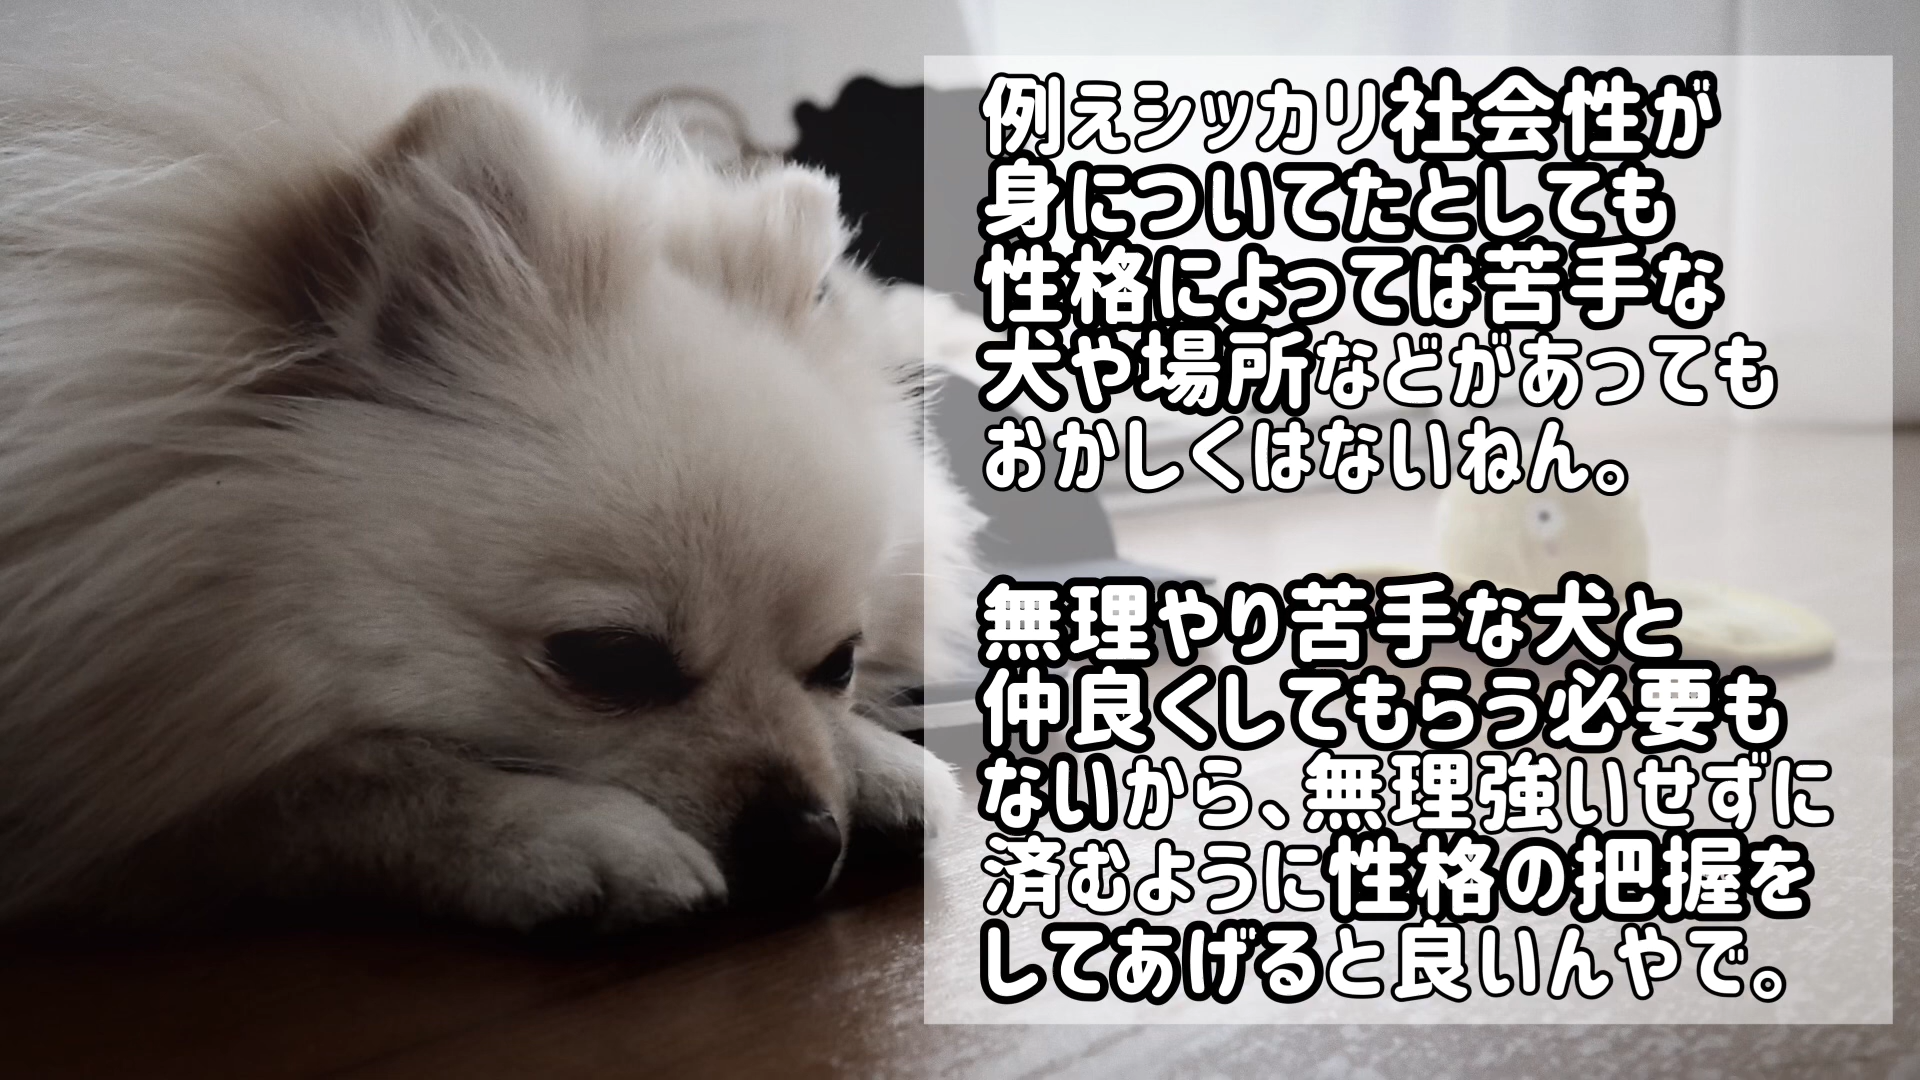 例えシッカリ社会性が
身についてたとしても
性格によっては苦手な
犬や場所などがあっても
おかしくはないねん。
無理やり苦手な犬と
仲良くしてもらう必要も
ないから、無理強いせずに
済むように性格の把握を
してあげると良いんやで。